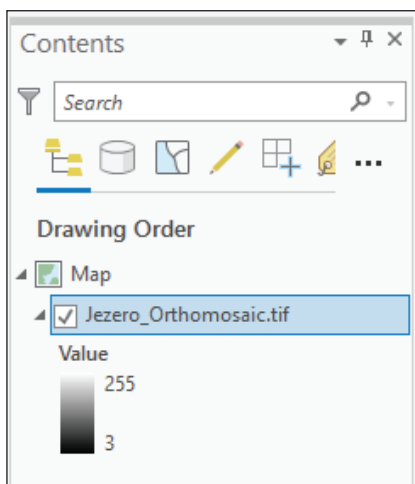 Contents
Search
Drawing Order
Map
Jezero_Orthomosaic.tif
Value
255
3